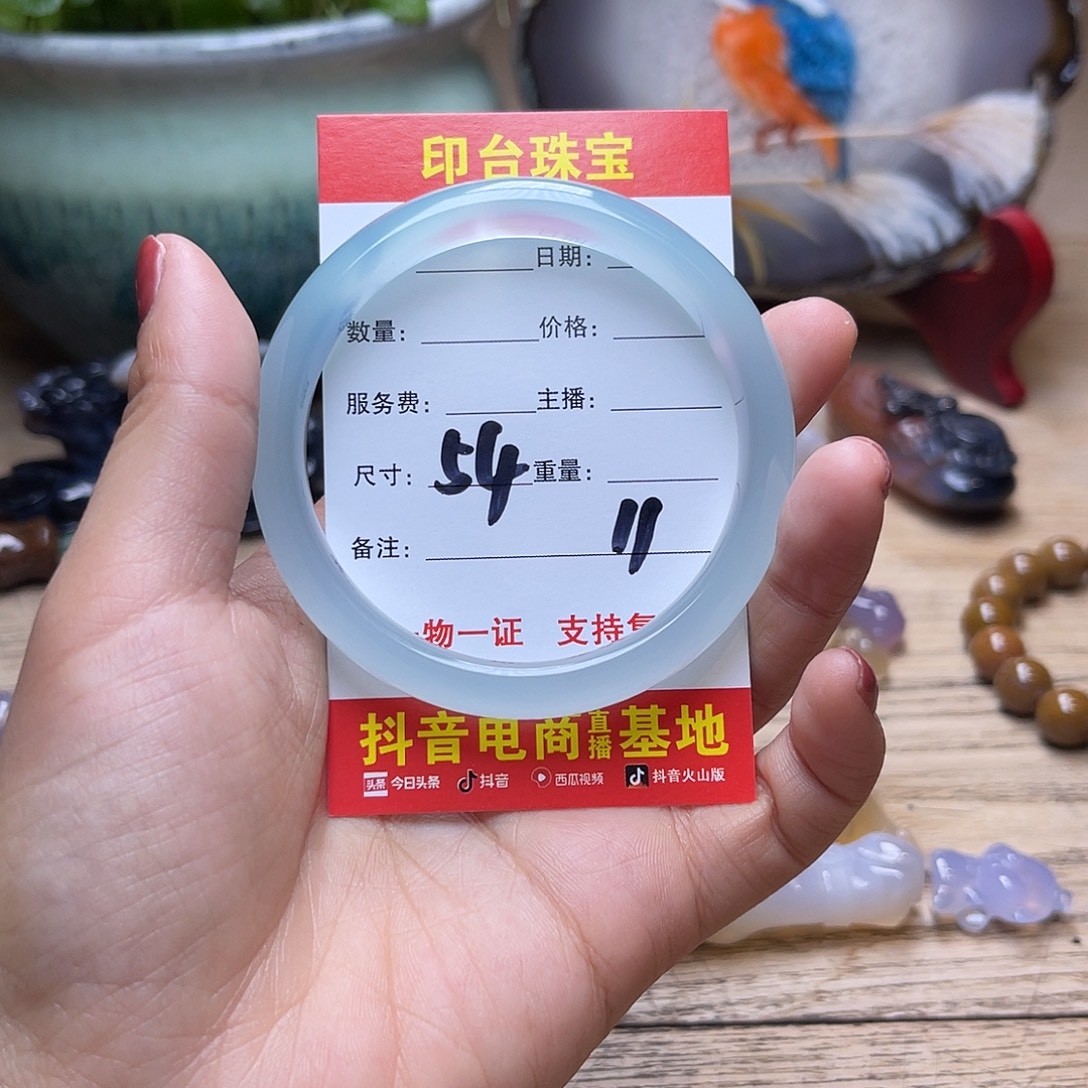 印台珠宝
日期：
数量： 价格：
服务费： 主播：
尺寸： 54 重量：
备注： 11
物一证 支持
抖音电商直播基地
头条 今日头条 抖音 西瓜视频 抖音火山版